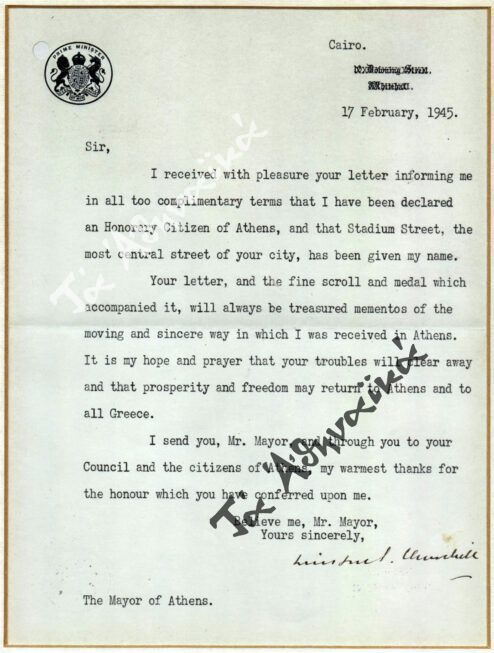 PRIME MINISTER
Cairo.
17 February, 1945.
Sir,
I received with pleasure your letter informing me
in all too complimentary terms that I have been declared
an Honorary Citizen of Athens, and that Stadium Street, the
most central street of your city, has been given my name.
Your letter, and the fine scroll and medal which
accompanied it, will always be treasured mementos of the
moving and sincere way in which I was received in Athens.
It is my hope and prayer that your troubles will clear away
and that prosperity and freedom may return to Athens and to
all Greece.
I send you, Mr. Mayor, and through you to your
Council and the citizens of Athens, my warmest thanks for
the honour which you have conferred upon me.
Believe me, Mr. Mayor,
Yours sincerely,
Winston S. Churchill
The Mayor of Athens.
Τά Ἀθηναϊκά
Τά Ἀθηναϊκά